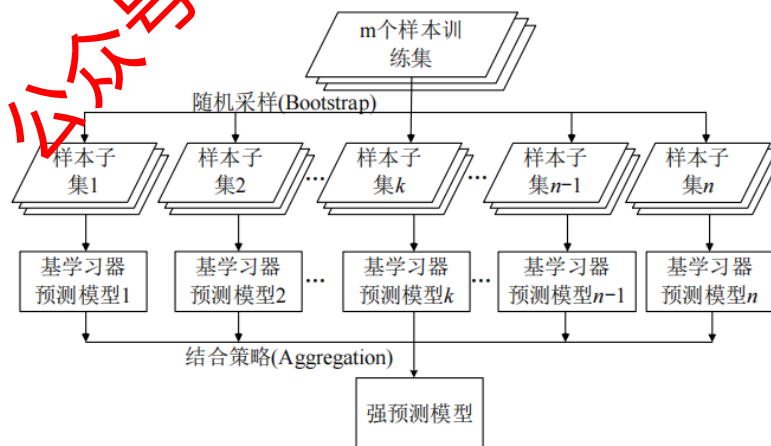 公众号
m个样本训
练集
随机采样(Bootstrap)
样本子
集1
样本子
集2
...
样本子
集k
...
样本子
集n-1
样本子
集n
基学习器
预测模型1
基学习器
预测模型2
...
基学习器
预测模型k
...
基学习器
预测模型n-1
基学习器
预测模型n
结合策略(Aggregation)
强预测模型